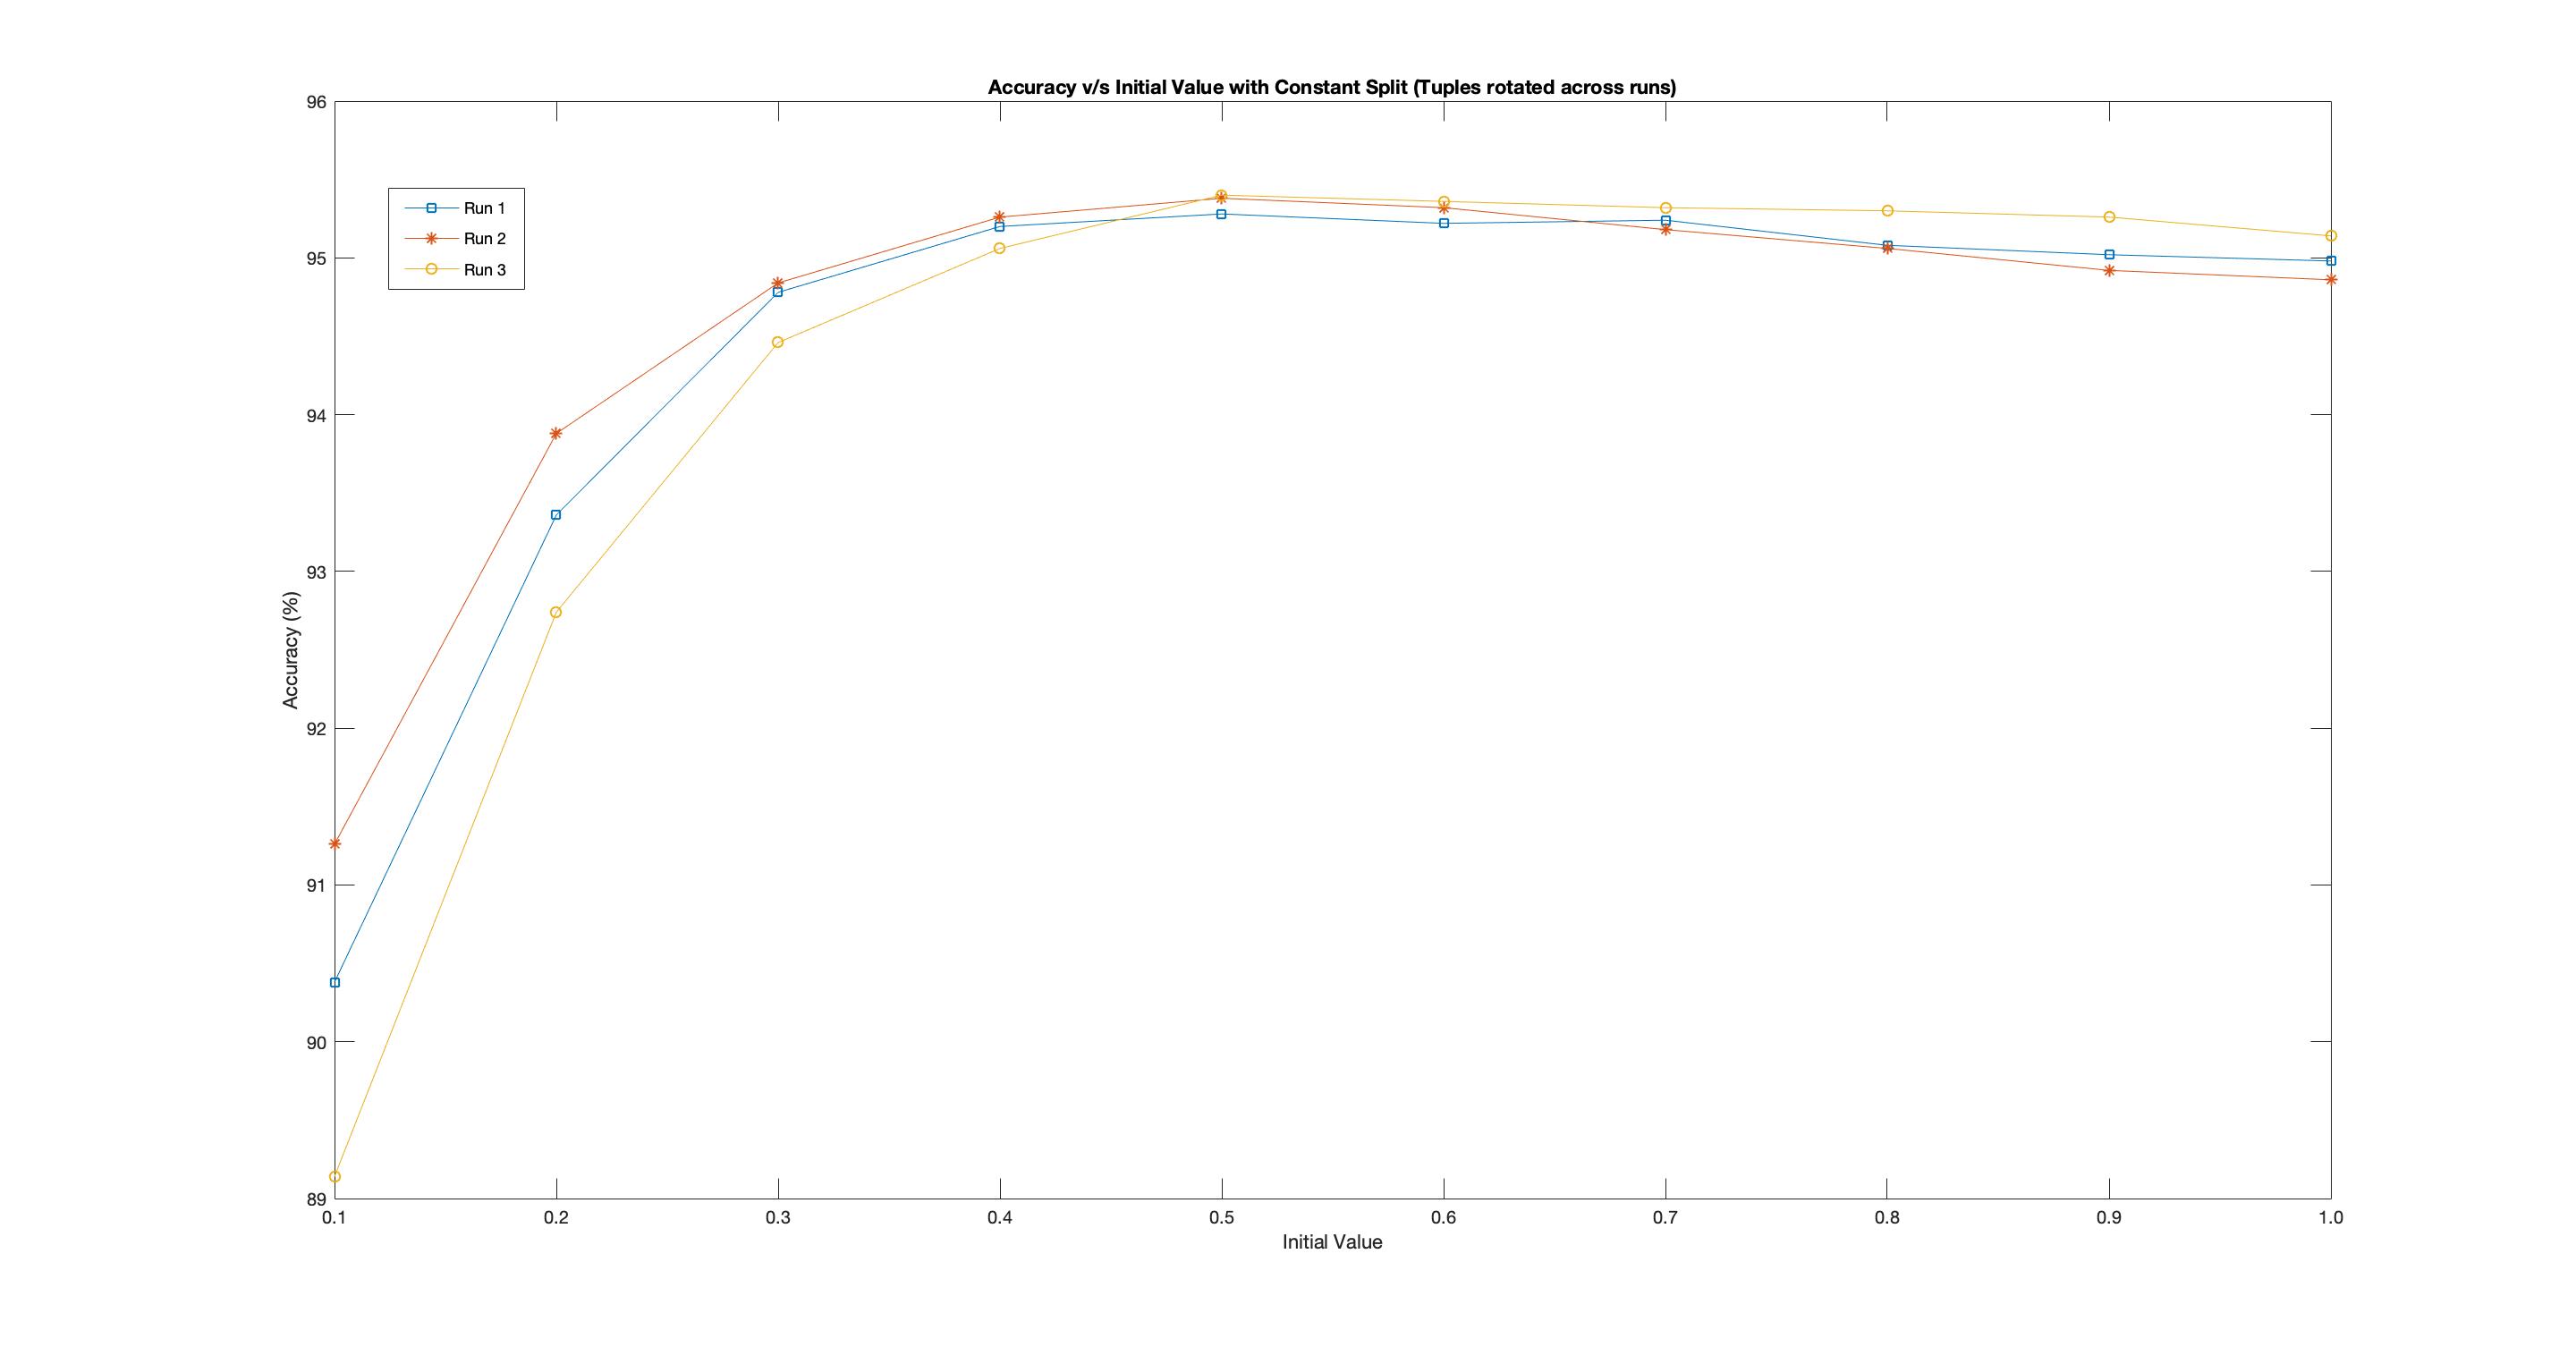 Accuracy v/s Initial Value with Constant Split (Tuples rotated across runs)
96
95
94
93
92
91
90
89
Accuracy (%)
Run 1
Run 2
Run 3
0.1 0.2 0.3 0.4 0.5 0.6 0.7 0.8 0.9 1.0
Initial Value